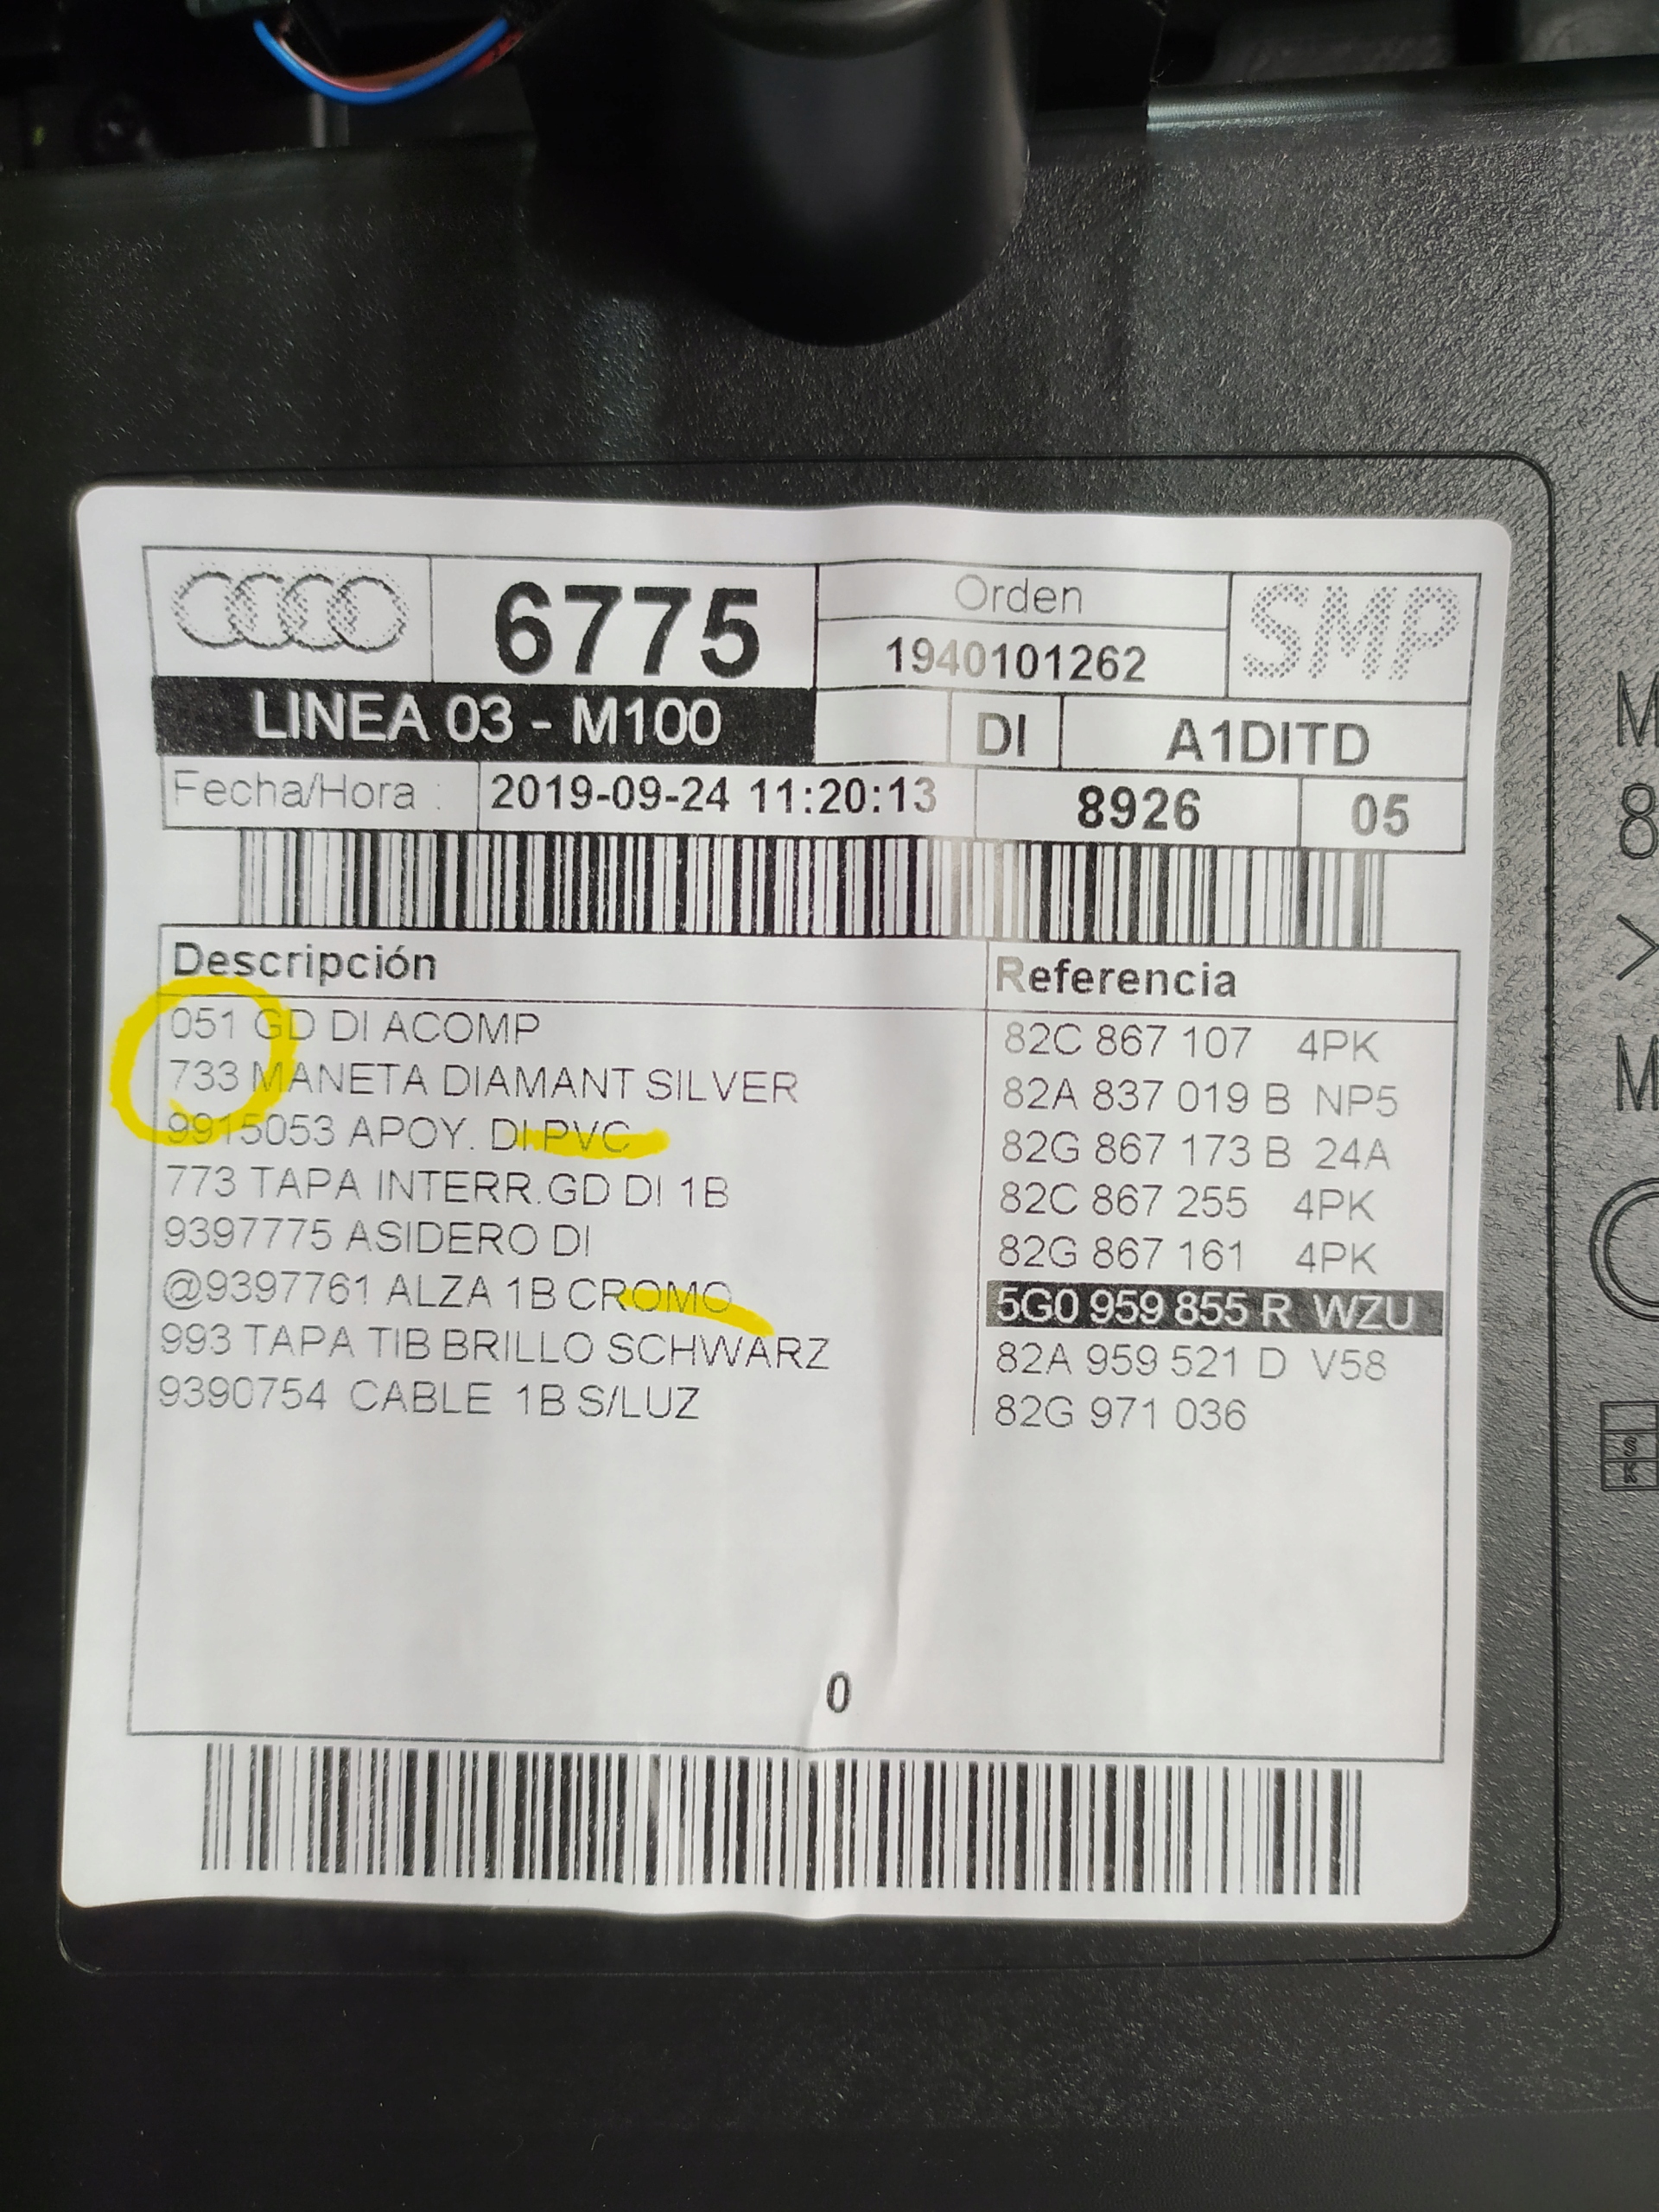 6775
Orden
SMP
1940101262
LINEA 03 - M100
DI
A1DITD
Fecha/Hora :
2019-09-24 11:20:13
8926
05
Descripción
Referencia
051 GD DI ACOMP
82C 867 107 4PK
733 MANETA DIAMANT SILVER
82A 837 019 B NP5
9915053 APOY. DI PVC
82G 867 173 B 24A
773 TAPA INTERR.GD DI 1B
82C 867 255 4PK
9397775 ASIDERO DI
82G 867 161 4PK
@9397761 ALZA 1B CROMO
5G0 959 855 R WZU
993 TAPA TIB BRILLO SCHWARZ
82A 959 521 D V58
9390754 CABLE 1B S/LUZ
82G 971 036
0
M
8
>
M